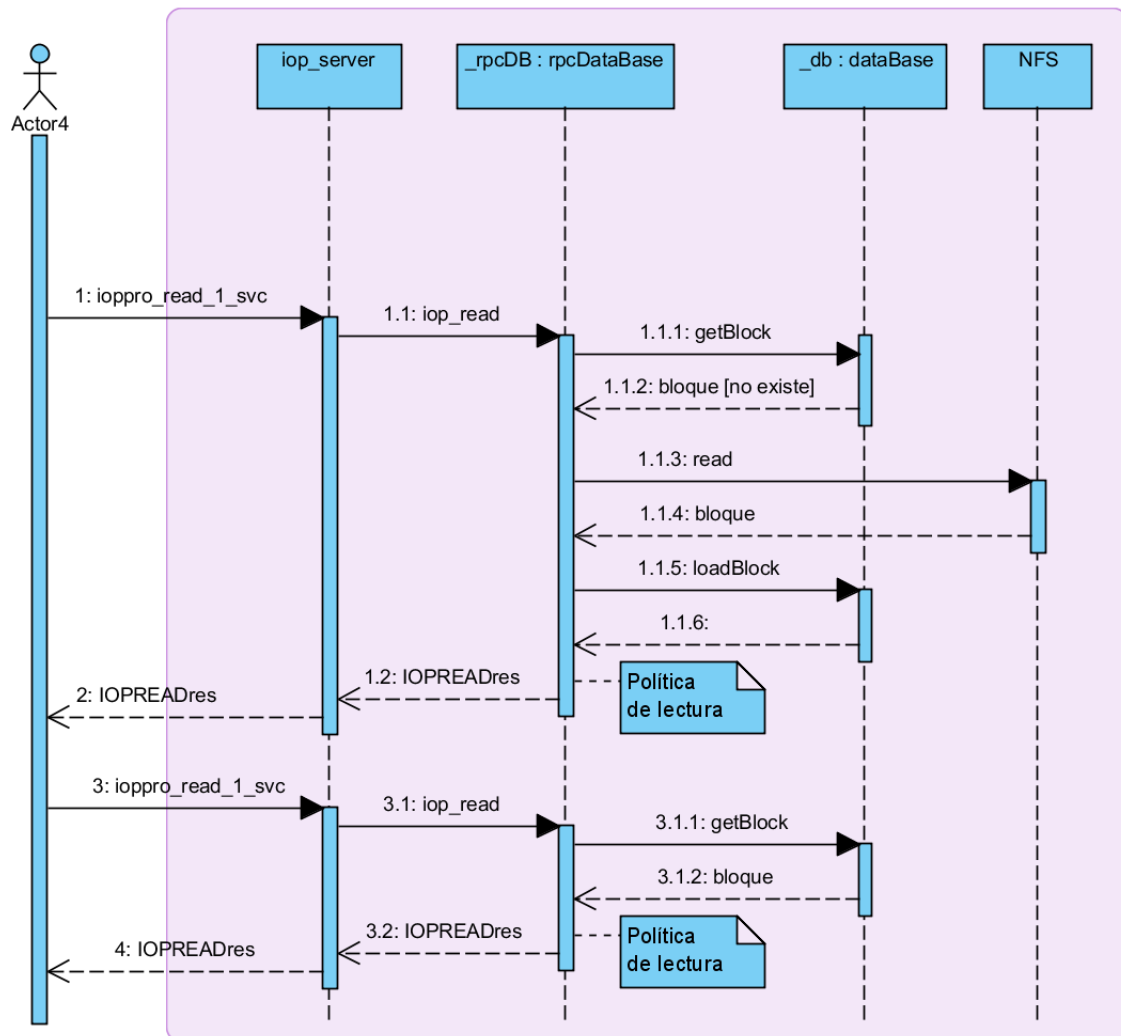 iop_server
_rpcDB : rpcDataBase
_db : dataBase
NFS
Actor4
1: ioppro_read_1_svc
1.1: iop_read
1.1.1: getBlock
1.1.2: bloque [no existe]
1.1.3: read
1.1.4: bloque
1.1.5: loadBlock
1.1.6:
1.2: IOPREADres
Política
de lectura
2: IOPREADres
3: ioppro_read_1_svc
3.1: iop_read
3.1.1: getBlock
3.1.2: bloque
3.2: IOPREADres
Política
de lectura
4: IOPREADres